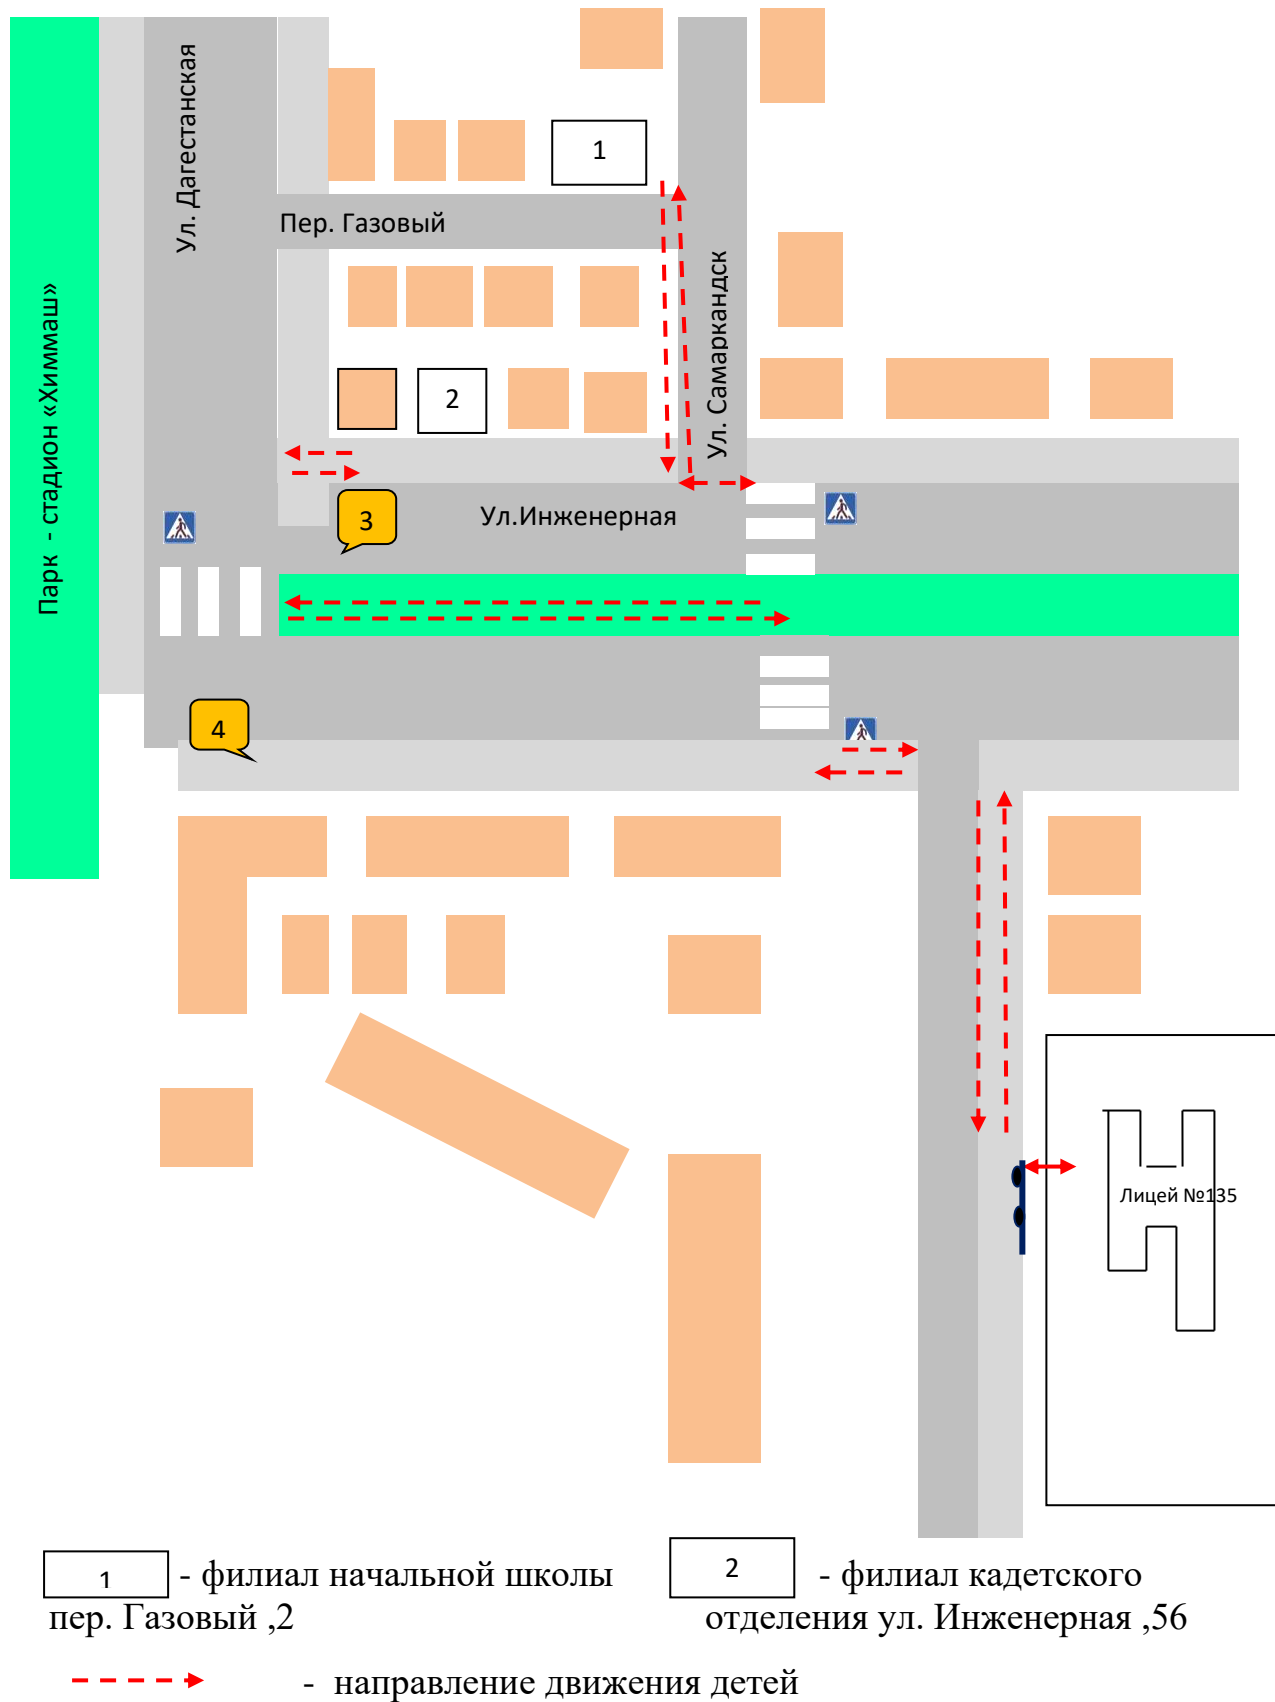 Ул. Дагестанская
1
Пер. Газовый
Парк - стадион «Химмаш»
Ул. Самаркандск
2
3
Ул.Инженерная
4
Лицей №135
1 - филиал начальной школы
пер. Газовый ,2
2 - филиал кадетского
отделения ул. Инженерная ,56
- направление движения детей